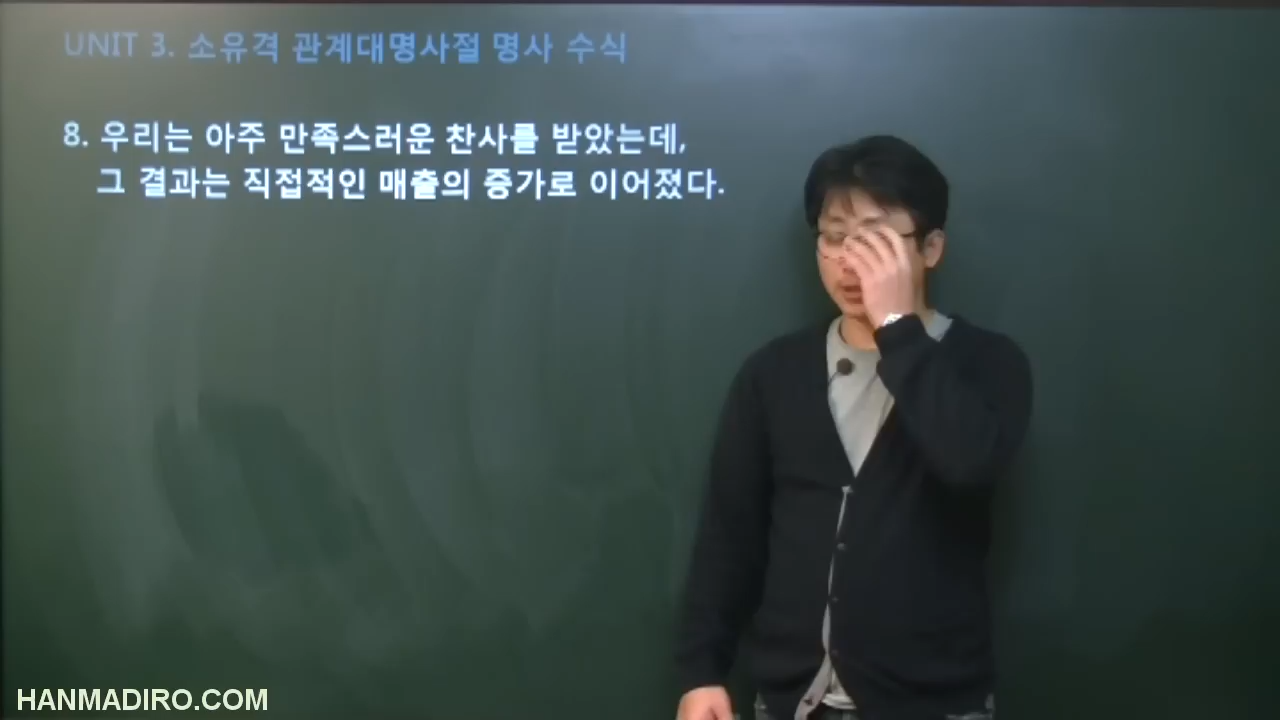 UNIT 3. 소유격 관계대명사절 명사 수식
8. 우리는 아주 만족스러운 찬사를 받았는데,
그 결과는 직접적인 매출의 증가로 이어졌다.
HANMADIRO.COM